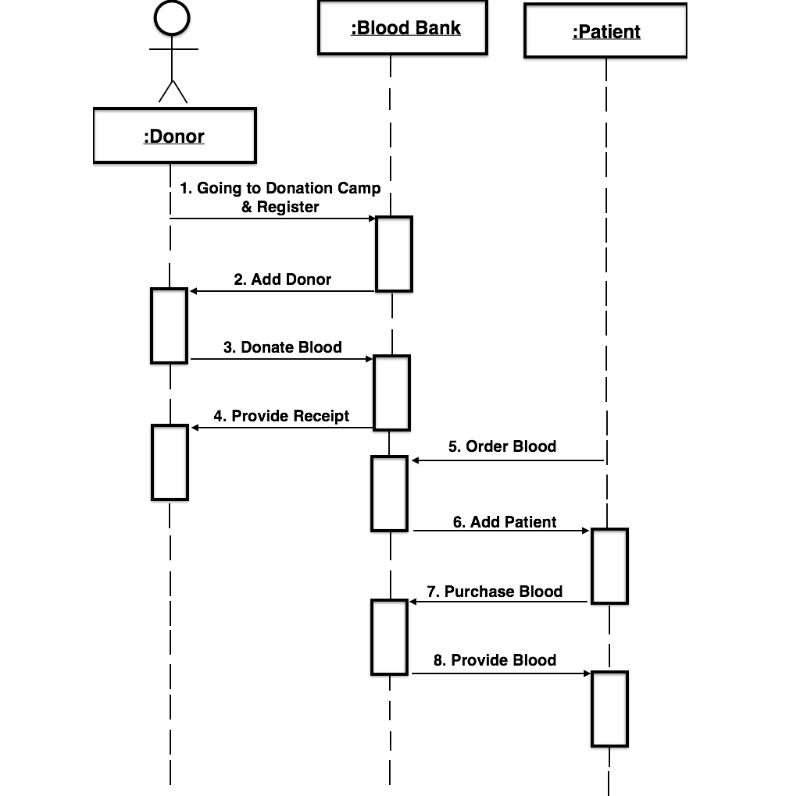 :Blood Bank
:Patient
:Donor
1. Going to Donation Camp
& Register
2. Add Donor
3. Donate Blood
4. Provide Receipt
5. Order Blood
6. Add Patient
7. Purchase Blood
8. Provide Blood